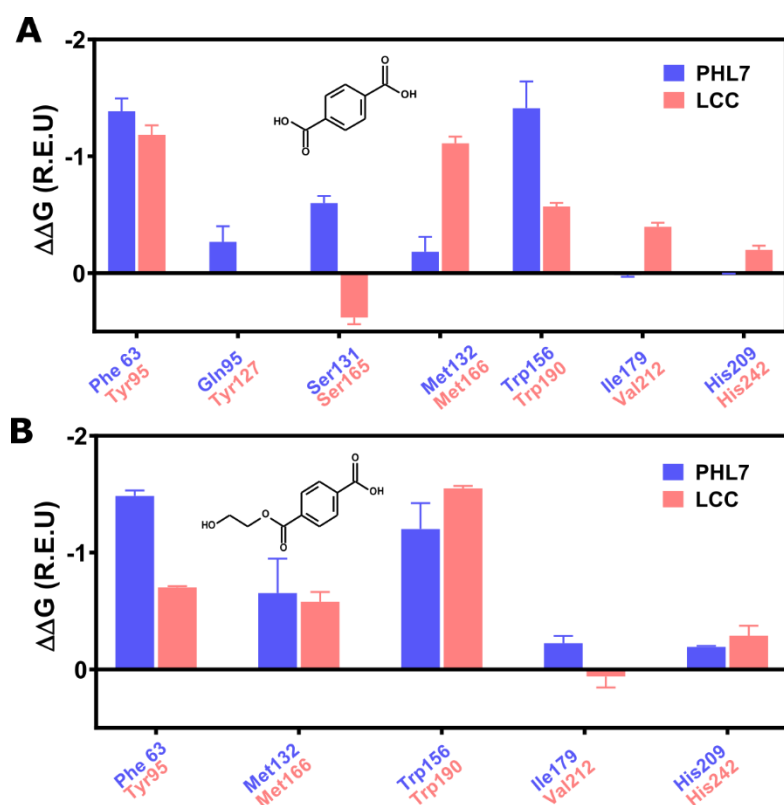 A
-2
-1
0
ΔΔG (R.E.U)
O
OH
HO
O
PHL7
LCC
Phe 63
Tyr95
Gln95
Tyr127
Ser131
Ser165
Met132
Met166
Trp156
Trp190
Ile179
Val212
His209
His242
B
-2
-1
0
ΔΔG (R.E.U)
O
OH
O
HO
O
PHL7
LCC
Phe 63
Tyr95
Met132
Met166
Trp156
Trp190
Ile179
Val212
His209
His242